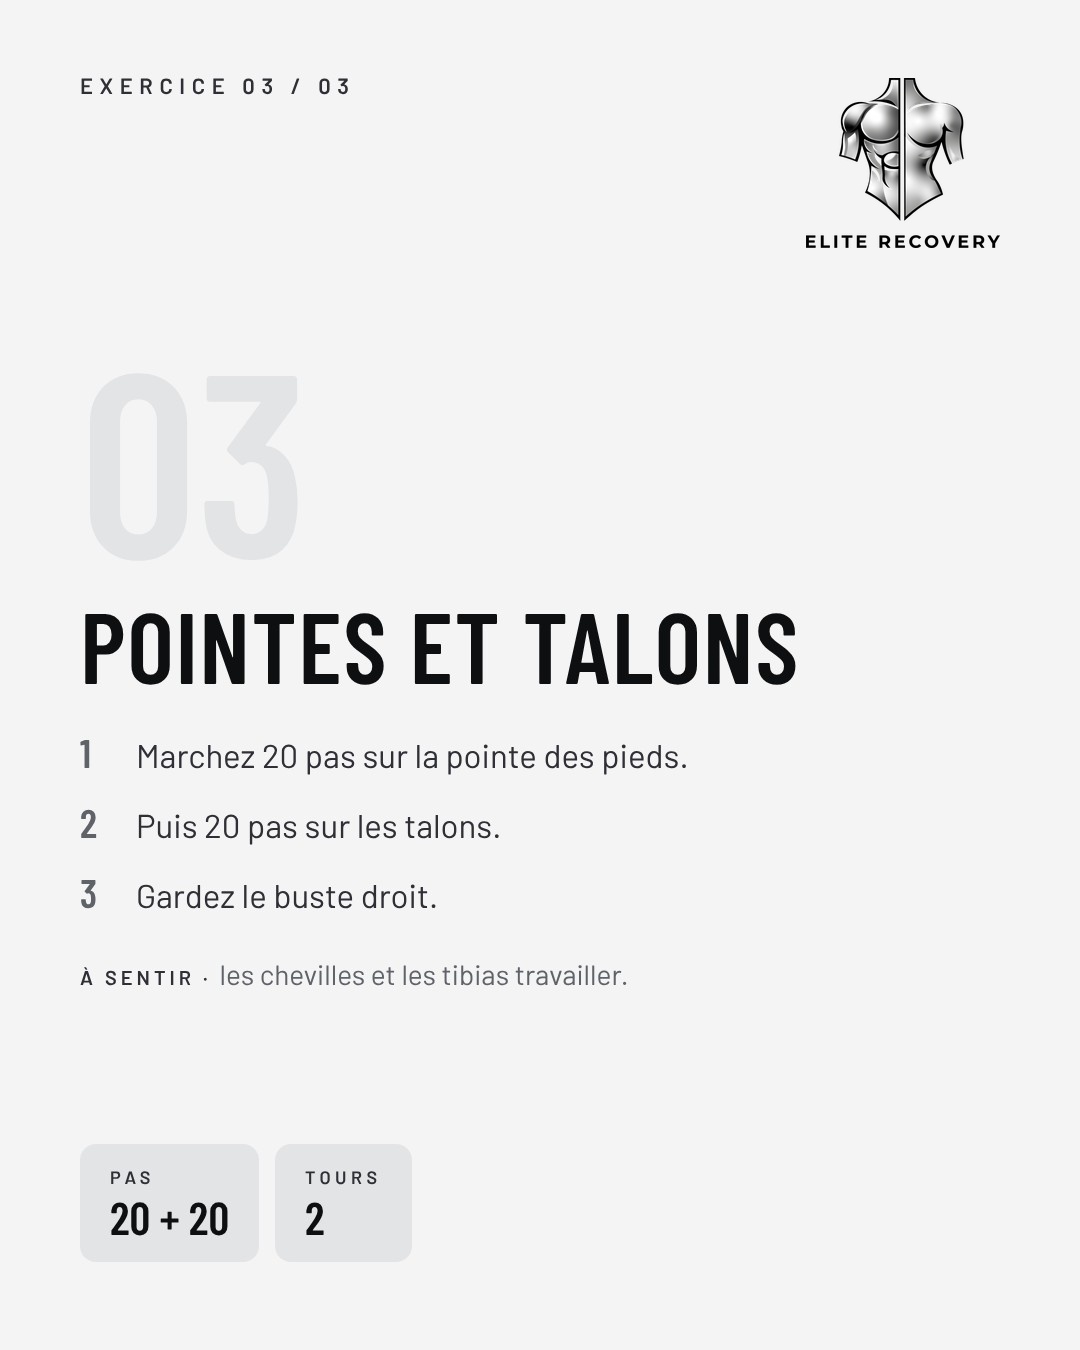 EXERCICE 03 / 03
ELITE RECOVERY
03
POINTES ET TALONS
1 Marchez 20 pas sur la pointe des pieds.
2 Puis 20 pas sur les talons.
3 Gardez le buste droit.
À SENTIR · les chevilles et les tibias travailler.
PAS
20 + 20
TOURS
2